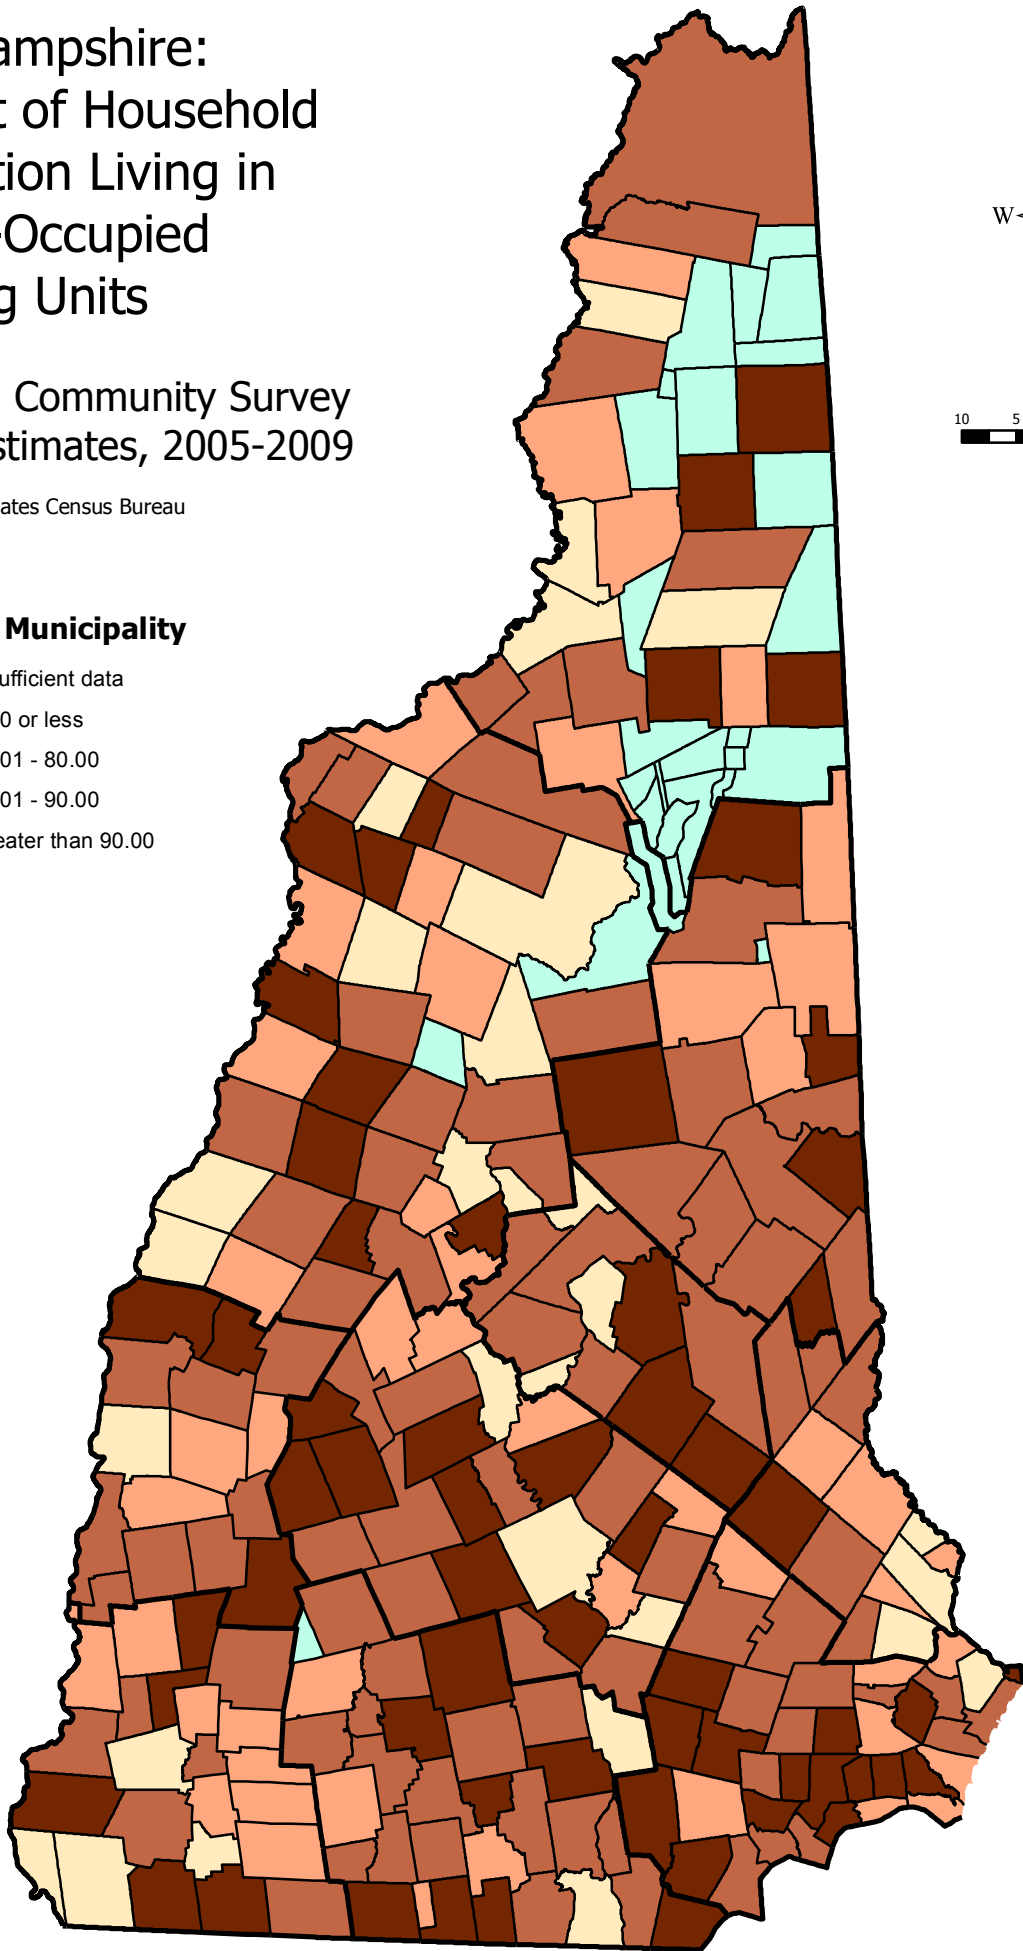 ampshire:
t of Household
tion Living in
-Occupied
g Units
Community Survey
stimates, 2005-2009
ates Census Bureau
Municipality
ufficient data
0 or less
01 - 80.00
01 - 90.00
eater than 90.00
W
10 5